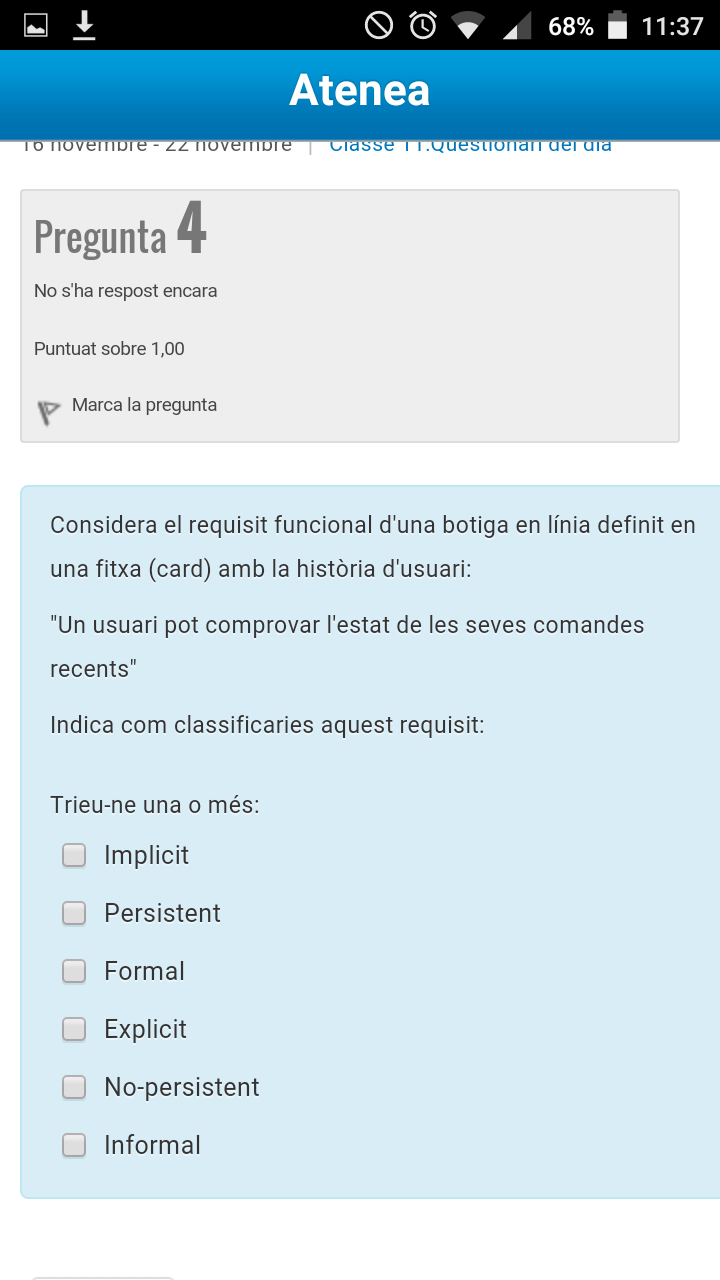 68% 11:37
Atenea
16 novembre - 22 novembre | Classe 11.Questionari del dia
Pregunta 4
No s'ha respost encara
Puntuat sobre 1,00
Marca la pregunta
Considera el requisit funcional d'una botiga en línia definit en
una fitxa (card) amb la història d'usuari:
"Un usuari pot comprovar l'estat de les seves comandes
recents"
Indica com classificaries aquest requisit:
Trieu-ne una o més:
Implicit
Persistent
Formal
Explicit
No-persistent
Informal